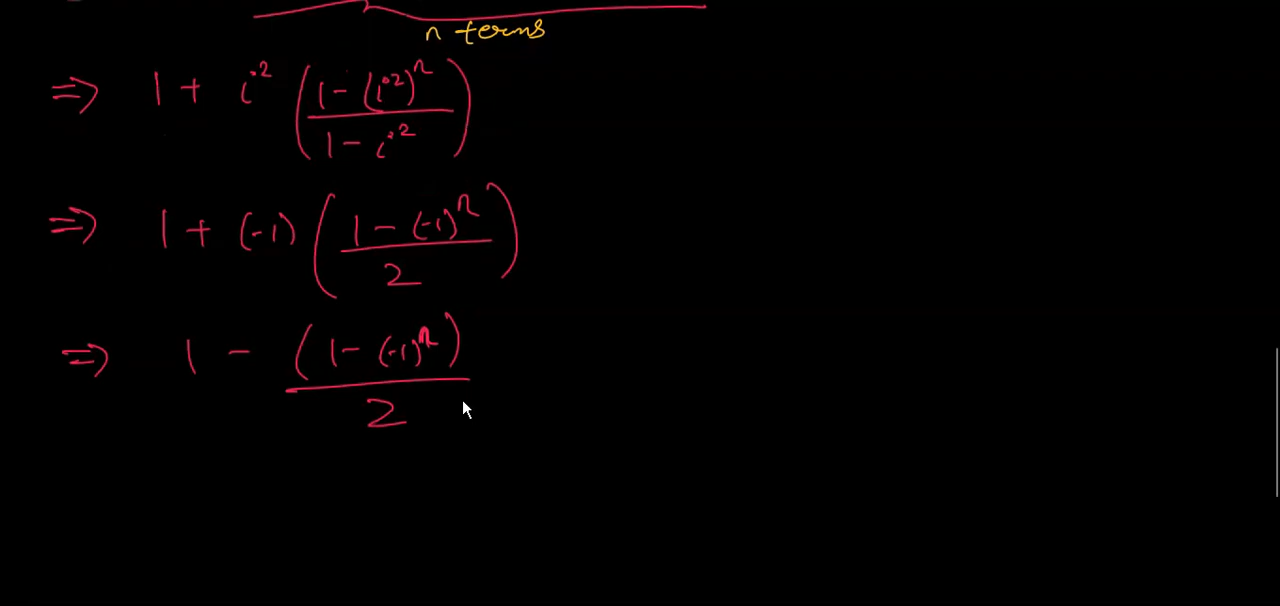 n terms
⇒ 1 + i² ( (1 - (i²)ⁿ) / (1 - i²) )
⇒ 1 + (-1) ( (1 - (-1)ⁿ) / 2 )
⇒ 1 - (1 - (-1)ⁿ) / 2